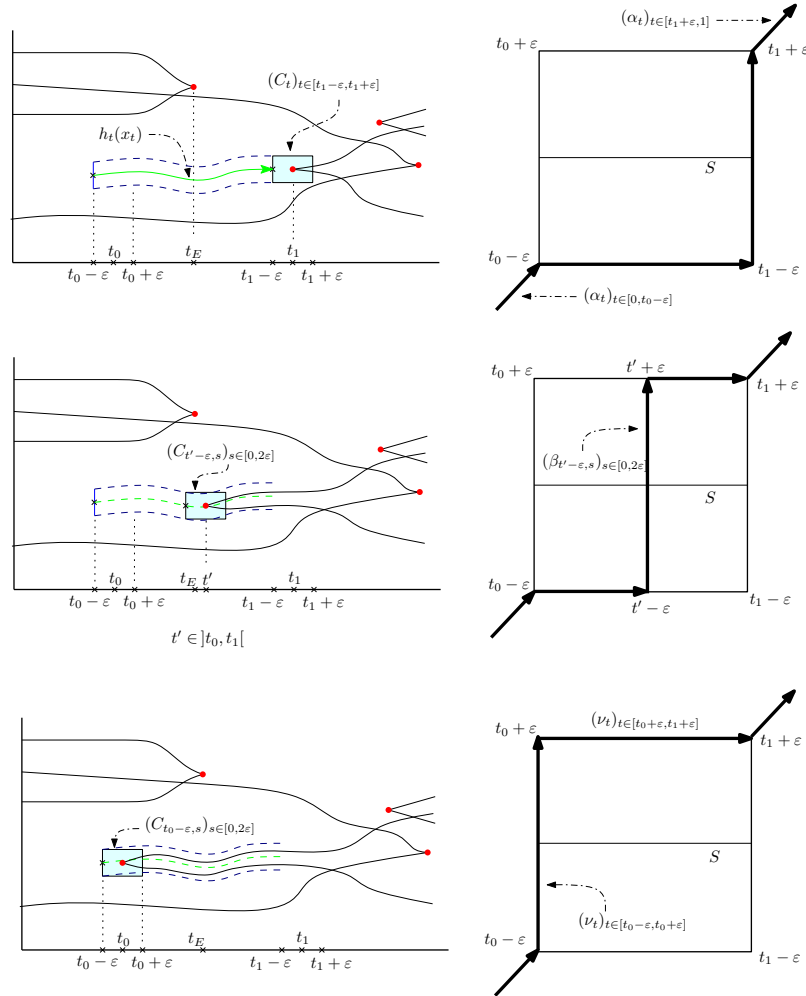 (α_t)_{t∈[t_1+ε,1]}
t_0 + ε
t_1 + ε
(C_t)_{t∈[t_1−ε,t_1+ε]}
h_t(x_t)
S
t_0
t_E
t_1
t_0 − ε
t_0 + ε
t_1 − ε
t_1 + ε
t_0 − ε
t_1 − ε
(α_t)_{t∈[0,t_0−ε]}
t_0 + ε
t′ + ε
t_1 + ε
(C_{t′−ε,s})_{s∈[0,2ε]}
(β_{t′−ε,s})_{s∈[0,2ε]}
S
t_0
t_E
t′
t_1
t_0 − ε
t_0 + ε
t_1 − ε
t_1 + ε
t_0 − ε
t′ − ε
t_1 − ε
t′ ∈ ]t_0, t_1[
t_0 + ε
(ν_t)_{t∈[t_0+ε,t_1+ε]}
t_1 + ε
(C_{t_0−ε,s})_{s∈[0,2ε]}
S
(ν_t)_{t∈[t_0−ε,t_0+ε]}
t_0
t_E
t_1
t_0 − ε
t_0 + ε
t_1 − ε
t_1 + ε
t_0 − ε
t_1 − ε